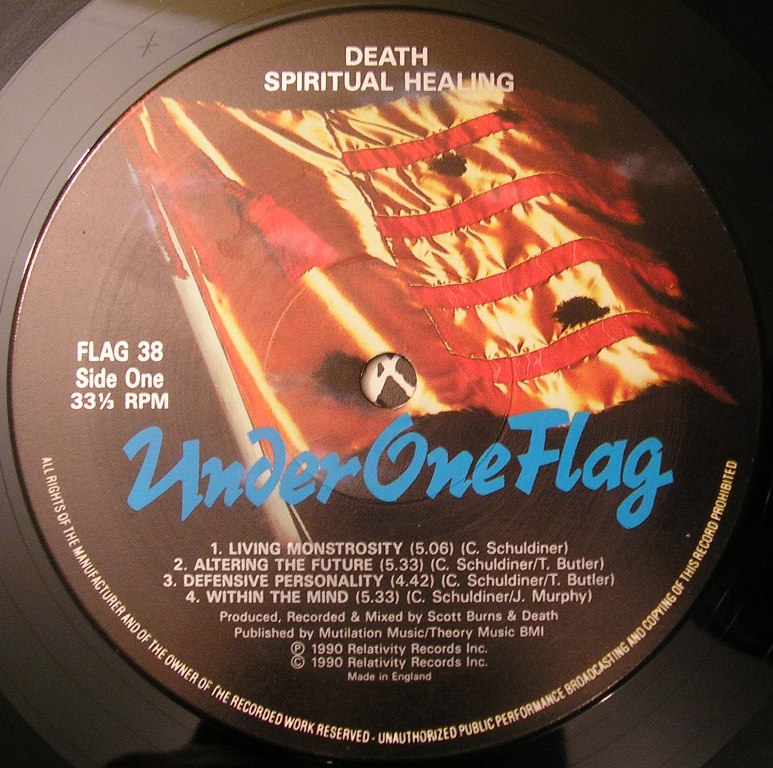 DEATH
SPIRITUAL HEALING
FLAG 38
Side One
33⅓ RPM
Under One Flag
1. LIVING MONSTROSITY (5.06) (C. Schuldiner)
2. ALTERING THE FUTURE (5.33) (C. Schuldiner/T. Butler)
3. DEFENSIVE PERSONALITY (4.42) (C. Schuldiner/T. Butler)
4. WITHIN THE MIND (5.33) (C. Schuldiner/J. Murphy)
Produced, Recorded & Mixed by Scott Burns & Death
Published by Mutilation Music/Theory Music BMI
Ⓟ 1990 Relativity Records Inc.
© 1990 Relativity Records Inc.
Made in England
ALL RIGHTS OF THE MANUFACTURER AND OF THE OWNER OF THE RECORDED WORK RESERVED - UNAUTHORIZED PUBLIC PERFORMANCE BROADCASTING AND COPYING OF THIS RECORD PROHIBITED